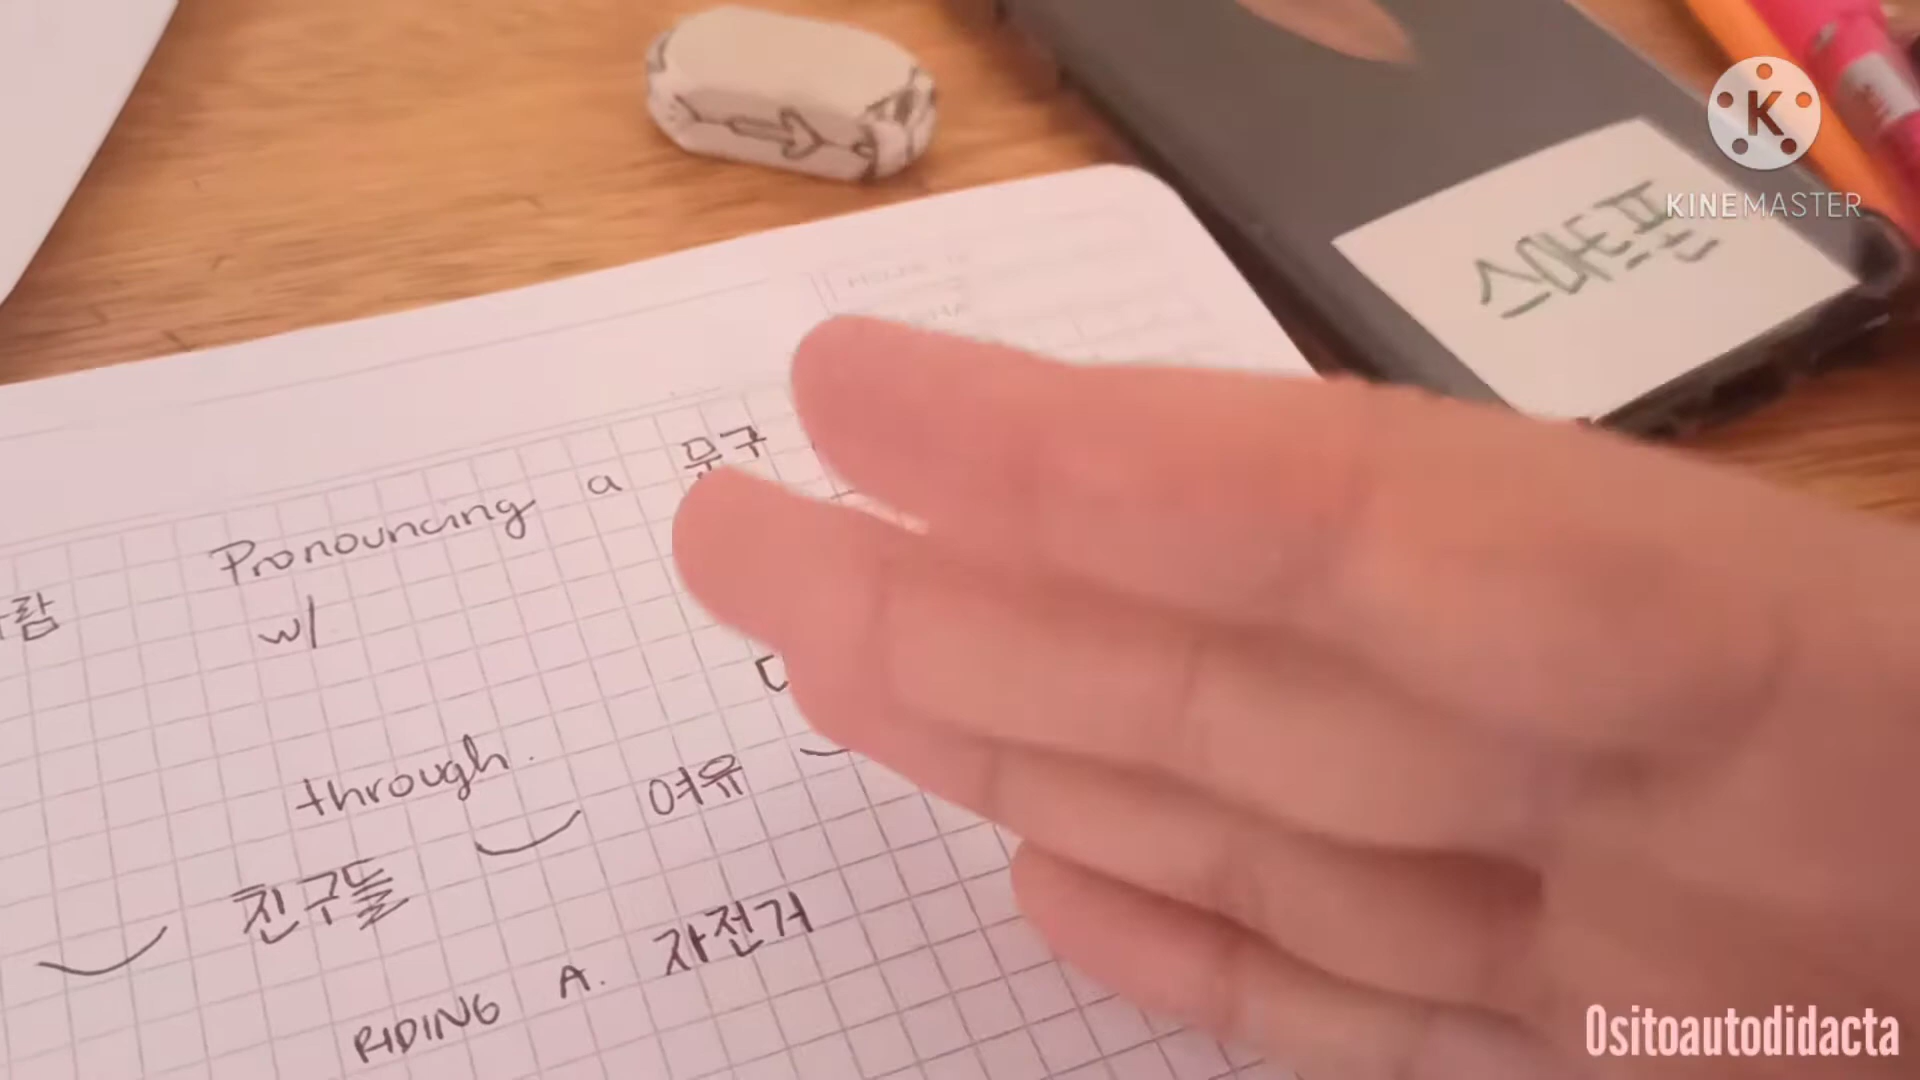 KINEMASTER
스마트폰
Pronouncing a 문구
람
w/
through.
친구들 여유
RIDING A. 자전거
Ositoautodidacta